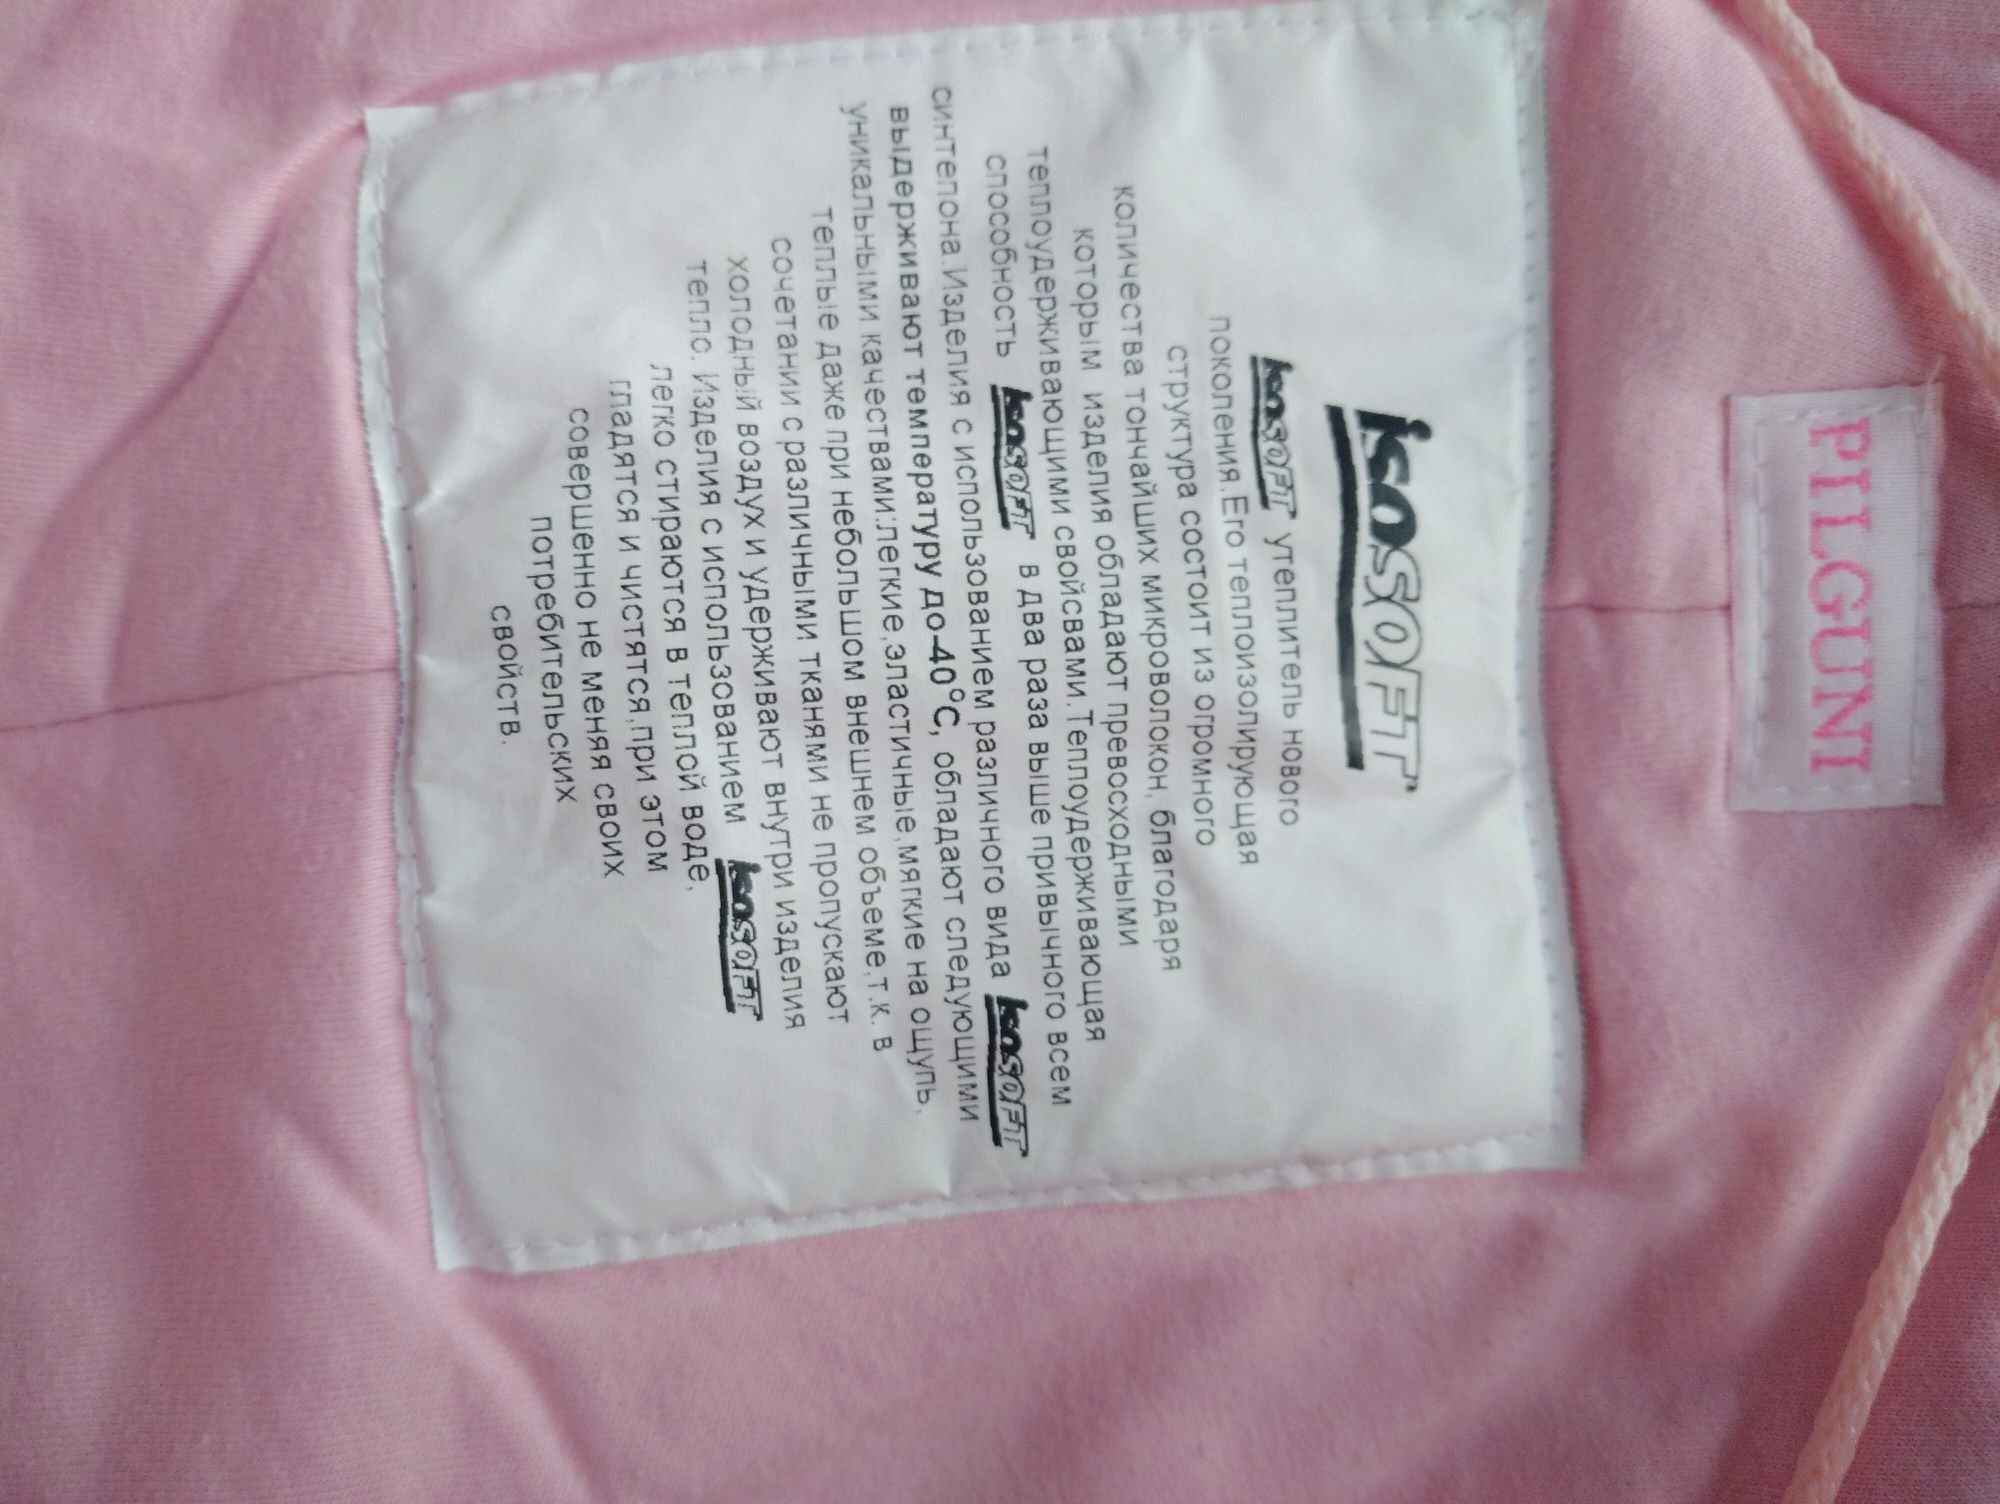 PILGUNI
isosoft
isosoft утеплитель нового
поколения.Его теплоизолирующая
структура состоит из огромного
количества тончайших микроволокон, благодаря
которым изделия обладают превосходными
теплоудерживающими свойсвами.Теплоудерживающая
способность isosoft в два раза выше привычного всем
синтепона.Изделия с использованием различного вида isosoft
выдерживают температуру до-40°С, обладают следующими
уникальными качествами:легкие,эластичные,мягкие на ощупь,
теплые даже при небольшом внешнем объеме,т.к. в
сочетании с различными тканями не пропускают
холодный воздух и удерживают внутри изделия
тепло. Изделия с использованием isosoft
легко стираются в теплой воде,
гладятся и чистятся,при этом
совершенно не меняя своих
потребительских
свойств.